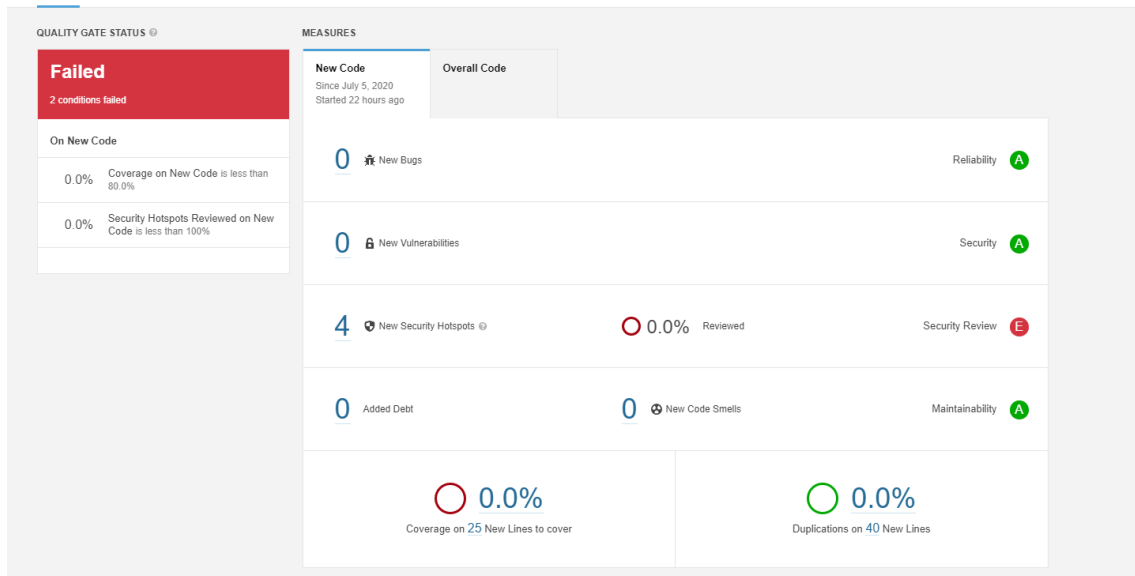 QUALITY GATE STATUS
Failed
2 conditions failed
On New Code
0.0% Coverage on New Code is less than
80.0%
0.0% Security Hotspots Reviewed on New
Code is less than 100%
MEASURES
New Code
Since July 5, 2020
Started 22 hours ago
Overall Code
0 New Bugs Reliability A
0 New Vulnerabilities Security A
4 New Security Hotspots ? 0.0% Reviewed Security Review E
0 Added Debt 0 New Code Smells Maintainability A
0.0%
Coverage on 25 New Lines to cover
0.0%
Duplications on 40 New Lines